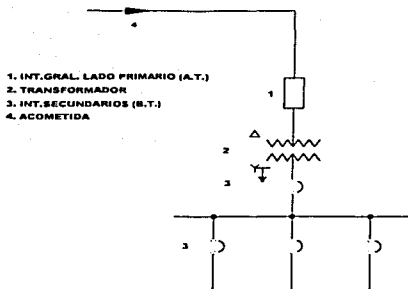 4
1. INT.GRAL. LADO PRIMARIO (A.T.)
2. TRANSFORMADOR
3. INT.SECUNDARIOS (B.T.)
4. ACOMETIDA
1
2
3
3